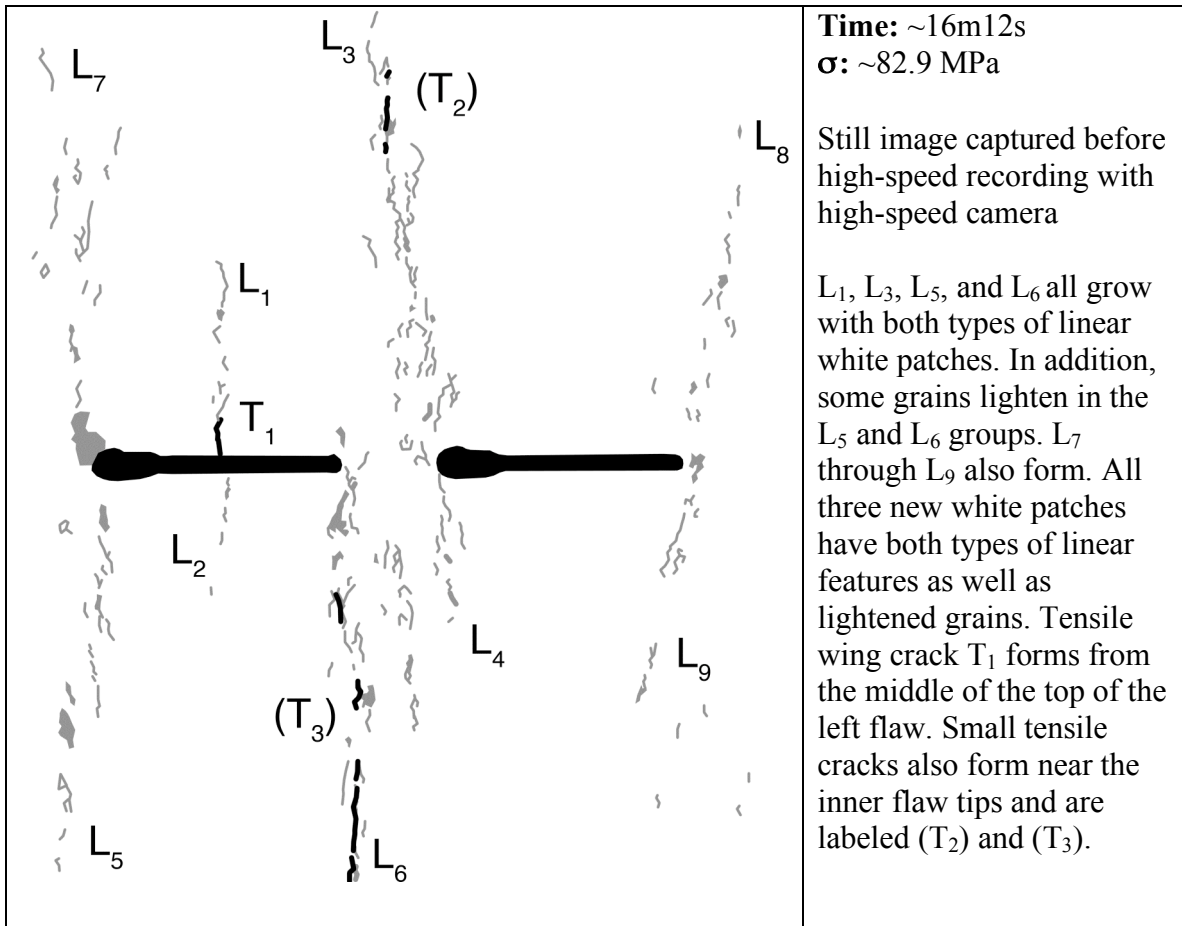 L₃
L₇
(T₂)
L₈
L₁
T₁
L₂
L₄
L₉
(T₃)
L₅
L₆
Time: ~16m12s
σ: ~82.9 MPa
Still image captured before
high-speed recording with
high-speed camera
L₁, L₃, L₅, and L₆ all grow
with both types of linear
white patches. In addition,
some grains lighten in the
L₅ and L₆ groups. L₇
through L₉ also form. All
three new white patches
have both types of linear
features as well as
lightened grains. Tensile
wing crack T₁ forms from
the middle of the top of the
left flaw. Small tensile
cracks also form near the
inner flaw tips and are
labeled (T₂) and (T₃).